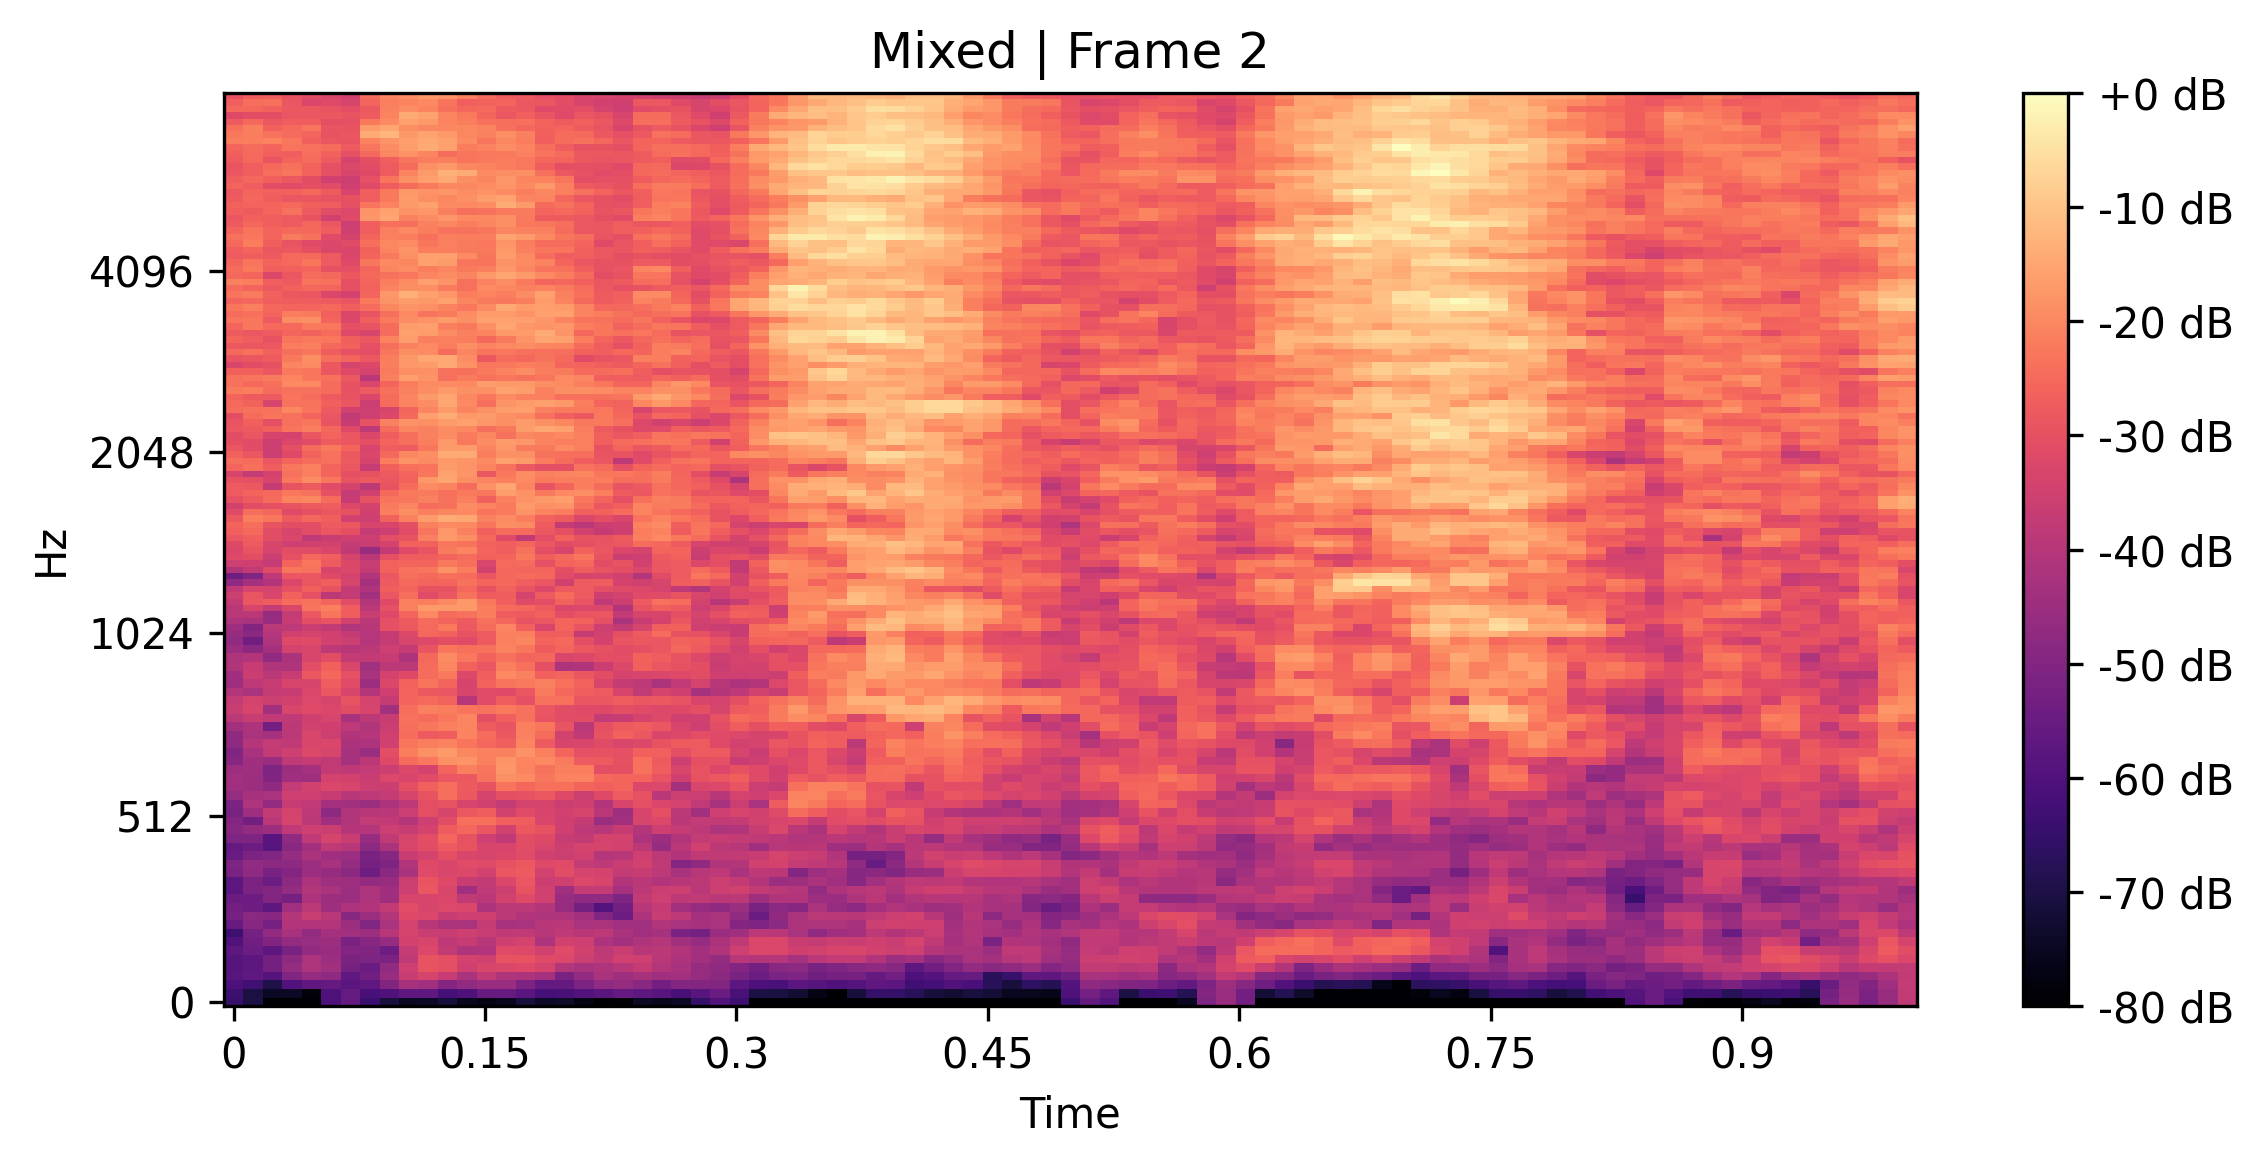 Mixed | Frame 2
Hz
4096
2048
1024
512
0
0 0.15 0.3 0.45 0.6 0.75 0.9
Time
+0 dB
-10 dB
-20 dB
-30 dB
-40 dB
-50 dB
-60 dB
-70 dB
-80 dB